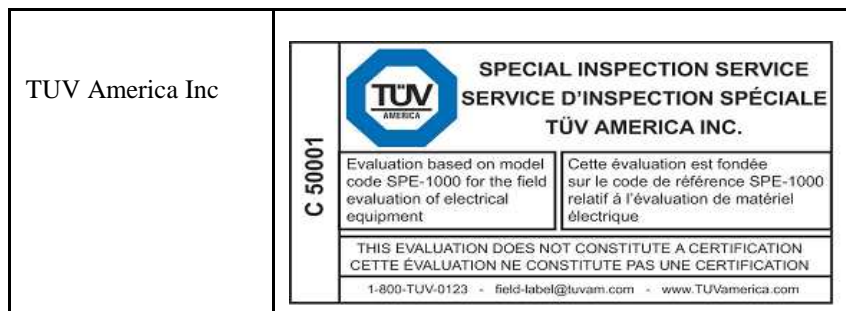 TUV America Inc
C 50001
TÜV
AMERICA
SPECIAL INSPECTION SERVICE
SERVICE D'INSPECTION SPÉCIALE
TÜV AMERICA INC.
Evaluation based on model
code SPE-1000 for the field
evaluation of electrical
equipment
Cette évaluation est fondée
sur le code de référence SPE-1000
relatif á l'évaluation de matériel
électrique
THIS EVALUATION DOES NOT CONSTITUTE A CERTIFICATION
CETTE ÉVALUATION NE CONSTITUTE PAS UNE CERTIFICATION
1-800-TUV-0123 - field-label@tuvam.com - www.TUVamerica.com